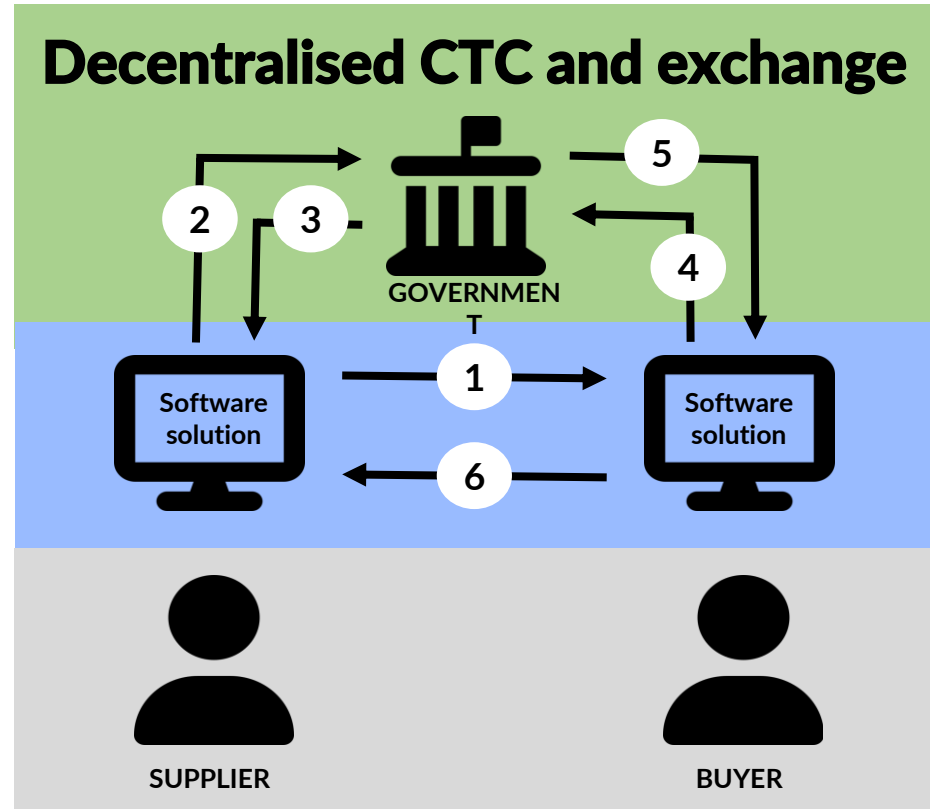 Decentralised CTC and exchange
5
2
3
4
GOVERNMEN
T
1
Software
solution
Software
solution
6
SUPPLIER
BUYER